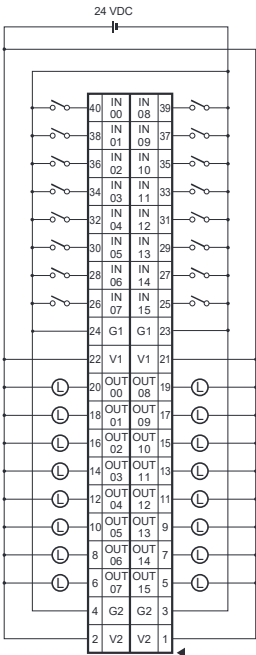 24 VDC
40 IN 00 IN 08 39
38 IN 01 IN 09 37
36 IN 02 IN 10 35
34 IN 03 IN 11 33
32 IN 04 IN 12 31
30 IN 05 IN 13 29
28 IN 06 IN 14 27
26 IN 07 IN 15 25
24 G1 G1 23
22 V1 V1 21
L 20 OUT 00 OUT 08 19 L
L 18 OUT 01 OUT 09 17 L
L 16 OUT 02 OUT 10 15 L
L 14 OUT 03 OUT 11 13 L
L 12 OUT 04 OUT 12 11 L
L 10 OUT 05 OUT 13 9 L
L 8 OUT 06 OUT 14 7 L
L 6 OUT 07 OUT 15 5 L
4 G2 G2 3
2 V2 V2 1